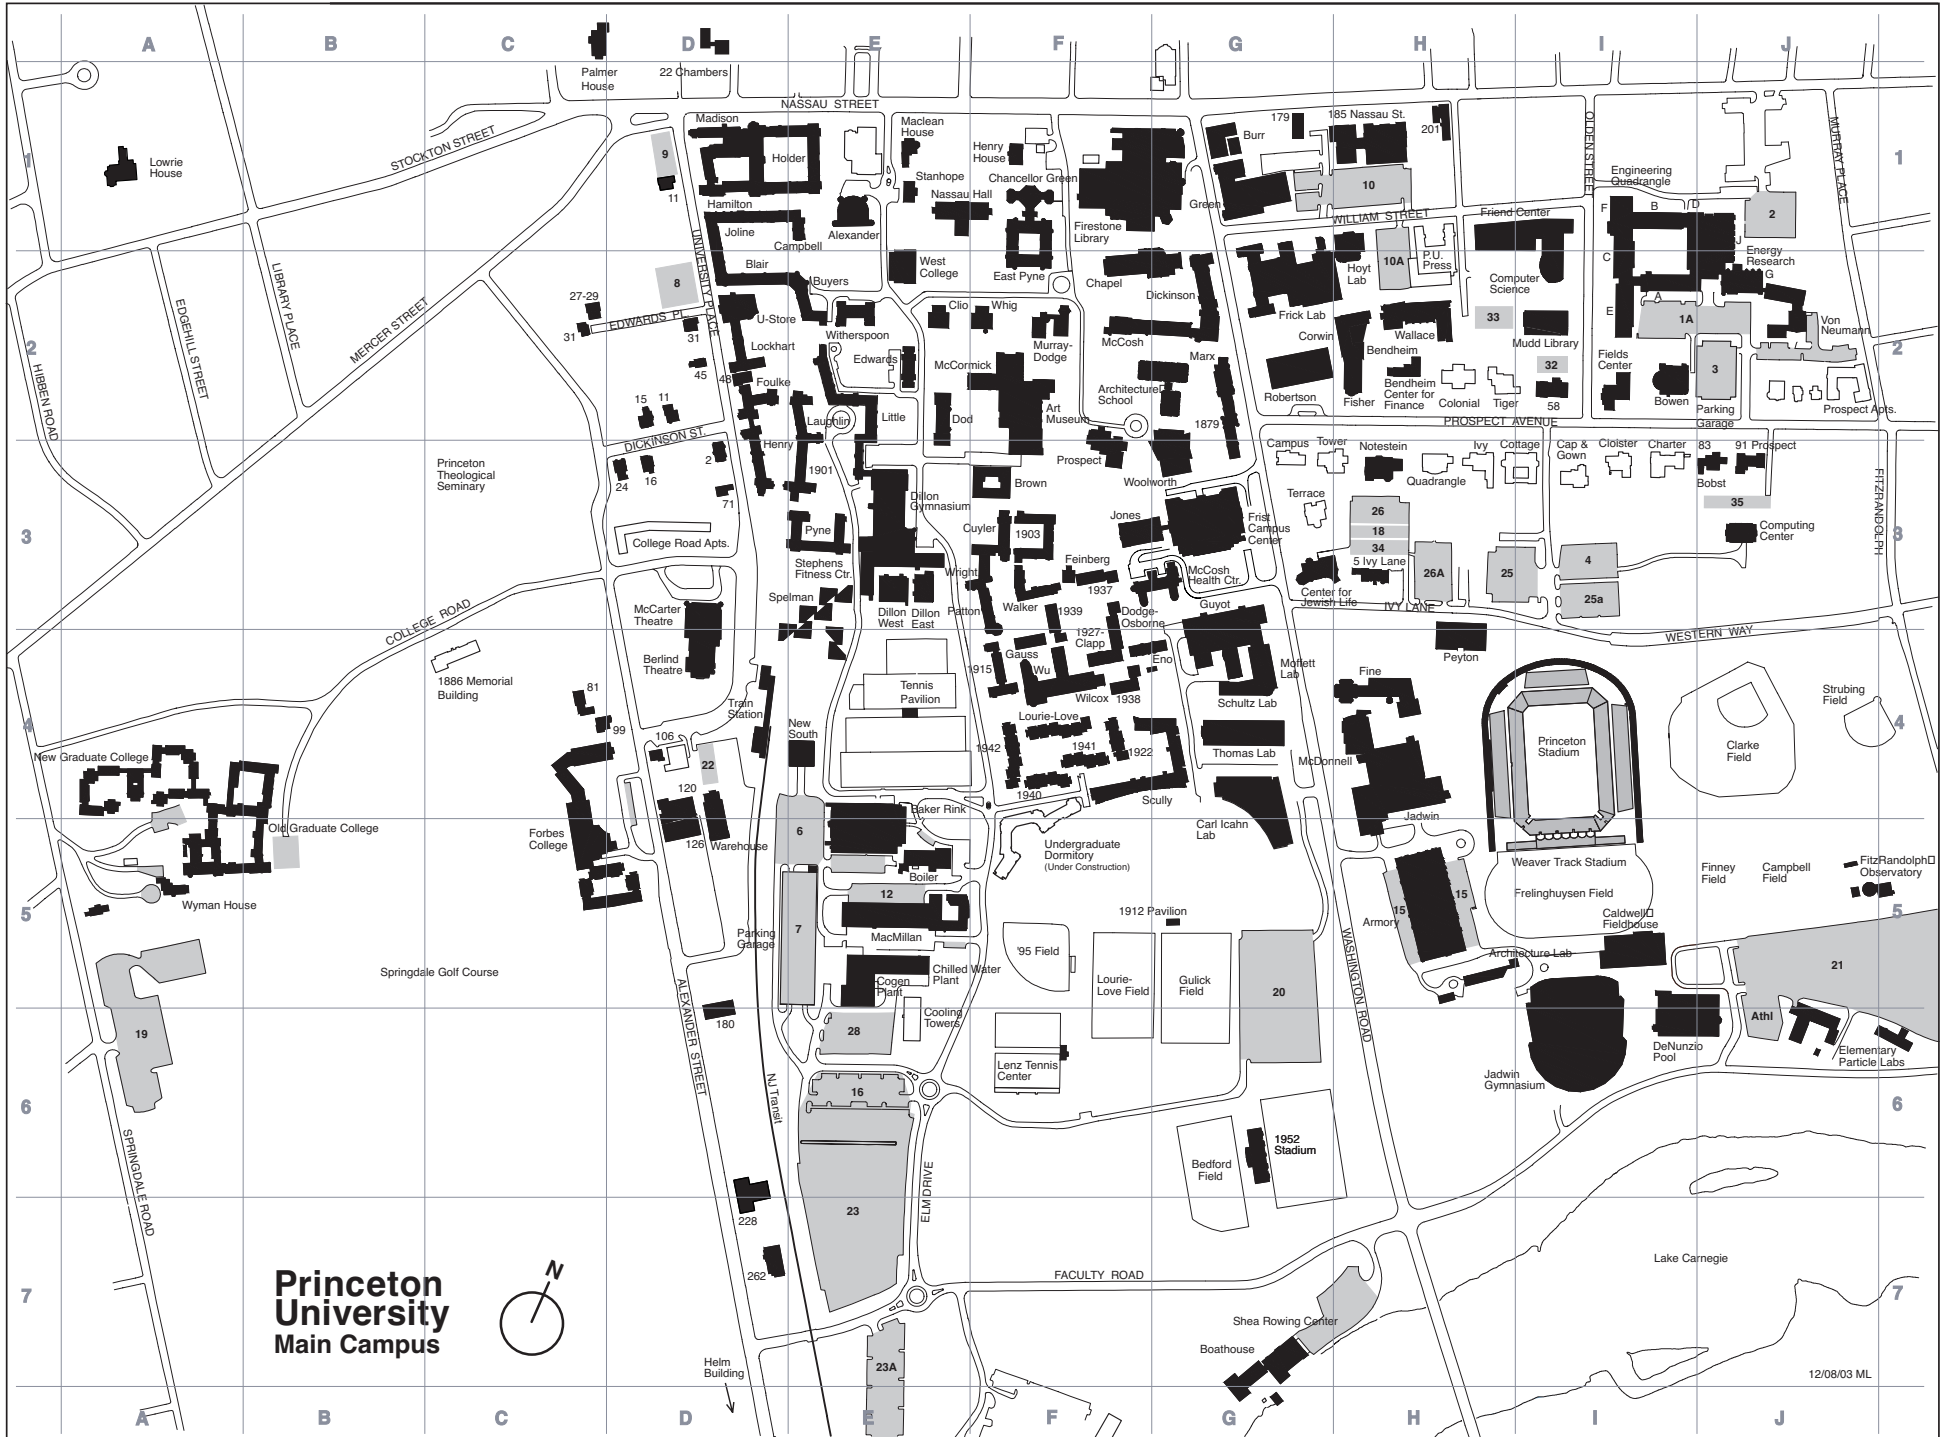 A
B
C
D
E
F
G
H
I
J
Palmer
House
22 Chambers
NASSAU STREET
1
STOCKTON STREET
Lowrie
House
9
11
Madison
Holder
Hamilton
Joline
Campbell
Maclean
House
Stanhope
Nassau Hall
Alexander
Henry
House
Chancellor Green
Firestone
Library
East Pyne
Burr
179
185 Nassau St.
201
10
Green
WILLIAM STREET
OLDEN STREET
Engineering
Quadrangle
F
B
D
J
2
Friend Center
MURRAY PLACE
1
UNIVERSITY PLACE
Blair
Buyers
West
College
Chapel
Dickinson
Hoyt
Lab
10A
P.U.
Press
Computer
Science
C
Energy
Research
G
A
E
1A
EDGEHILL STREET
LIBRARY PLACE
MERCER STREET
HIBBEN ROAD
2
27-29
31
EDWARDS PL.
31
8
45
48
U-Store
Lockhart
Foulke
Witherspoon
Edwards
Clio
Whig
Murray-
Dodge
McCormick
Art
Museum
McCosh
Marx
Architecture
School
Frick Lab
Corwin
Wallace
Bendheim
Bendheim
Center for
Finance
Robertson
Fisher
Colonial
Tiger
33
Mudd Library
32
58
Fields
Center
Bowen
3
Parking
Garage
Von
Neumann
Prospect Apts.
2
15
11
DICKINSON ST.
Laughlin
Little
Dod
1879
PROSPECT AVENUE
Henry
1901
2
24
16
71
Princeton
Theological
Seminary
Dillon
Gymnasium
Prospect
Woolworth
Brown
Campus
Tower
Notestein
Quadrangle
Ivy
Cottage
Cap &
Gown
Cloister
Charter
83
Bobst
91 Prospect
35
Terrace
26
18
34
5 Ivy Lane
3
College Road Apts.
Pyne
Stephens
Fitness Ctr.
Cuyler
1903
Jones
Frist
Campus
Center
Feinberg
Wright
McCosh
Health Ctr.
Center for
Jewish Life
IVY LANE
26A
25
4
25a
Computing
Center
FITZRANDOLPH
3
COLLEGE ROAD
McCarter
Theatre
Spelman
Dillon
West
Dillon
East
Patton
Walker
1939
1937
Dodge-
Osborne
Guyot
WESTERN WAY
1886 Memorial
Building
Berlind
Theatre
Train
Station
Tennis
Pavilion
1915
Gauss
Wu
1927-
Clapp
Eno
Wilcox
1938
Moffett
Lab
Schultz Lab
Fine
Peyton
Strubing
Field
4
81
99
106
22
New
South
Lourie-Love
1942
1941
1922
1940
Scully
Thomas Lab
McDonnell
Princeton
Stadium
Clarke
Field
4
New Graduate College
Old Graduate College
Forbes
College
120
126
Warehouse
6
Baker Rink
Boiler
Undergraduate
Dormitory
(Under Construction)
Carl Icahn
Lab
Jadwin
Weaver Track Stadium
Frelinghuysen Field
Finney
Field
Campbell
Field
FitzRandolph
Observatory
Wyman House
5
12
MacMillan
Parking
Garage
7
1912 Pavilion
Armory
15
15
Caldwell
Fieldhouse
Architecture Lab
5
Springdale Golf Course
Cogen
Plant
Chilled Water
Plant
Cooling
Towers
'95 Field
Lourie-
Love Field
Gulick
Field
20
WASHINGTON ROAD
21
19
ALEXANDER STREET
180
28
Lenz Tennis
Center
Jadwin
Gymnasium
DeNunzio
Pool
Athl
Elementary
Particle Labs
6
SPRINGDALE ROAD
NJ Transit
16
Bedford
Field
1952
Stadium
6
228
23
ELM DRIVE
262
Lake Carnegie
7
Princeton
University
Main Campus
N
FACULTY ROAD
Shea Rowing Center
Boathouse
7
Helm
Building
23A
12/08/03 ML
A
B
C
D
E
F
G
H
I
J